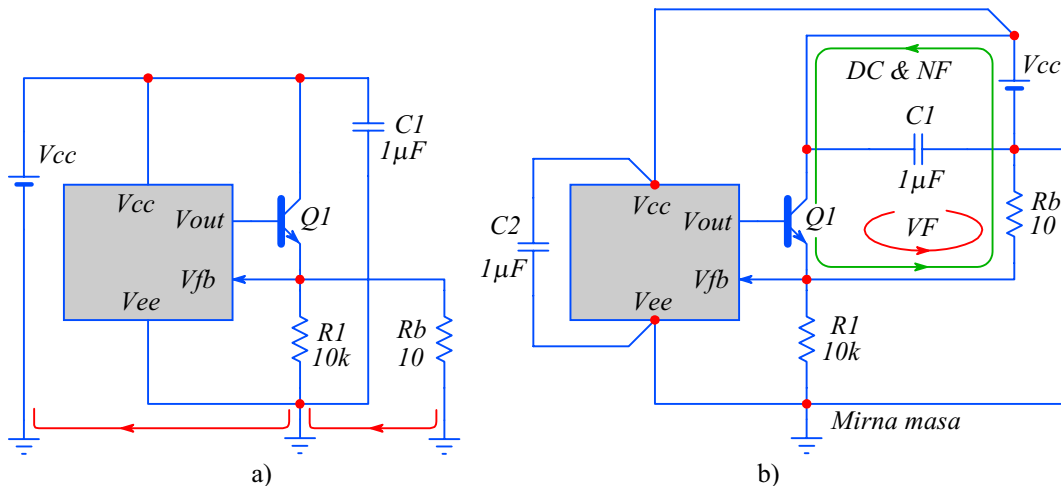 Vcc
C1
1μF
Vcc
Vout
Vfb
Vee
Q1
R1
10k
Rb
10
a)
DC & NF
Vcc
C1
1μF
VF
Rb
10
C2
1μF
Vcc
Vout
Vfb
Vee
Q1
R1
10k
Mirna masa
b)